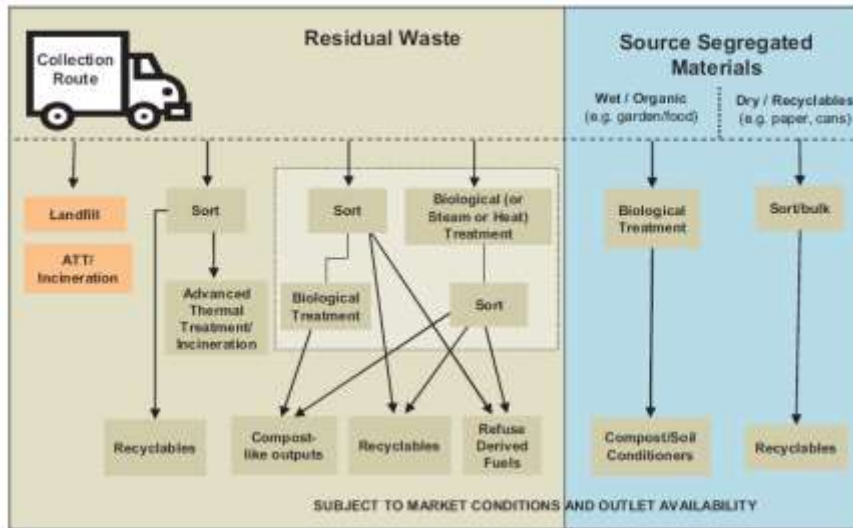 Collection
Route
Residual Waste
Source Segregated
Materials
Wet / Organic
(e.g. garden/food)
Dry / Recyclables
(e.g. paper, cans)
Landfill
ATT/
Incineration
Sort
Advanced
Thermal
Treatment/
Incineration
Sort
Biological
Treatment
Biological (or
Steam or Heat)
Treatment
Sort
Biological
Treatment
Sort/bulk
Recyclables
Compost-
like outputs
Recyclables
Refuse
Derived
Fuels
Compost/Soil
Conditioners
Recyclables
SUBJECT TO MARKET CONDITIONS AND OUTLET AVAILABILITY